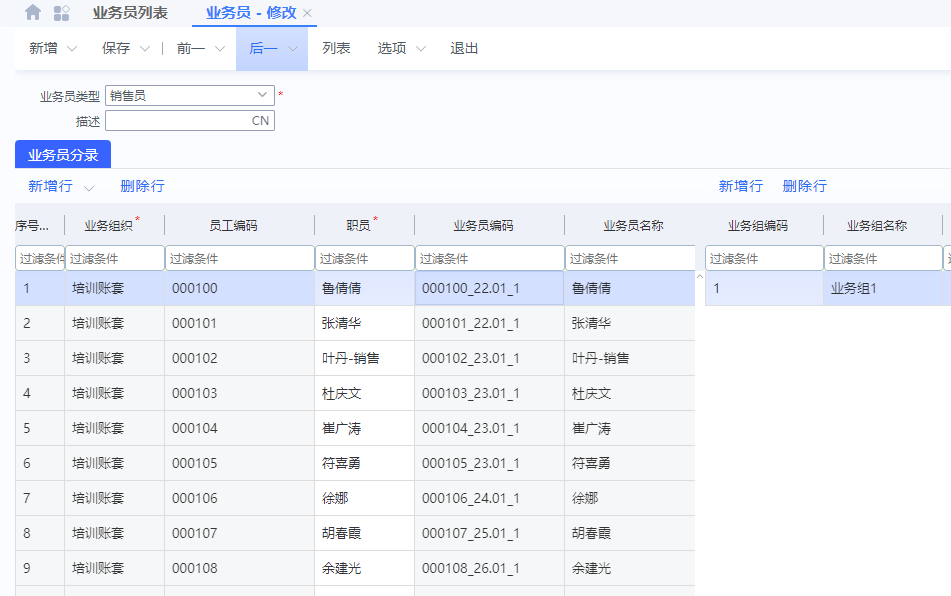 业务员列表 业务员 - 修改
新增 保存 前一 后一 列表 选项 退出
业务员类型 销售员 *
描述 CN
业务员分录
新增行 删除行 新增行 删除行
序号... 业务组织* 员工编码 职员* 业务员编码 业务员名称 业务组编码 业务组名称
过滤条件 过滤条件 过滤条件 过滤条件 过滤条件 过滤条件 过滤条件 过滤条件
1 培训账套 000100 鲁倩倩 000100_22.01_1 鲁倩倩 1 业务组1
2 培训账套 000101 张清华 000101_22.01_1 张清华
3 培训账套 000102 叶丹-销售 000102_23.01_1 叶丹-销售
4 培训账套 000103 杜庆文 000103_23.01_1 杜庆文
5 培训账套 000104 崔广涛 000104_23.01_1 崔广涛
6 培训账套 000105 符喜勇 000105_23.01_1 符喜勇
7 培训账套 000106 徐娜 000106_24.01_1 徐娜
8 培训账套 000107 胡春霞 000107_25.01_1 胡春霞
9 培训账套 000108 余建光 000108_26.01_1 余建光